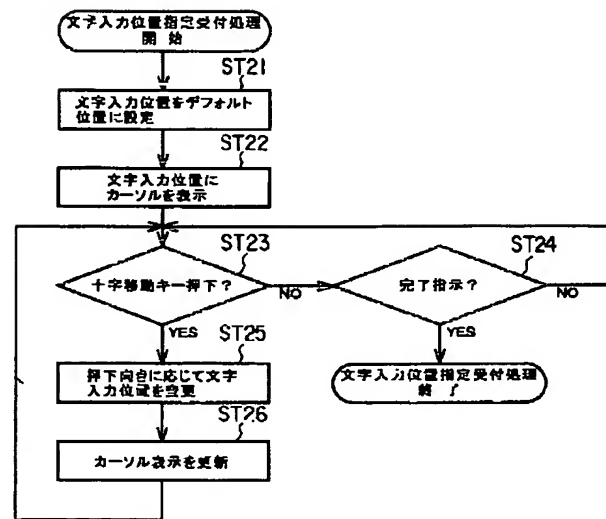 文字入力位置指定受付処理
開始
ST21
文字入力位置をデフォルト
位置に設定
ST22
文字入力位置に
カーソルを表示
ST23
十字移動キー押下？
NO
YES
ST24
完了指示？
NO
YES
ST25
押下向きに応じて文字
入力位置を変更
文字入力位置指定受付処理
終了
ST26
カーソル表示を更新